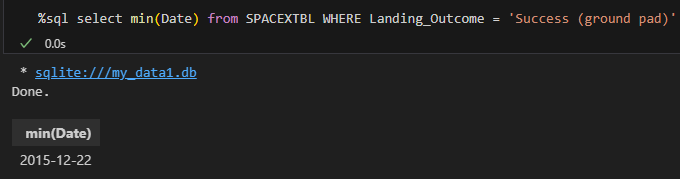 %sql select min(Date) from SPACEXTBL WHERE Landing_Outcome = 'Success (ground pad)'
0.0s
* sqlite:///my_data1.db
Done.
min(Date)
2015-12-22